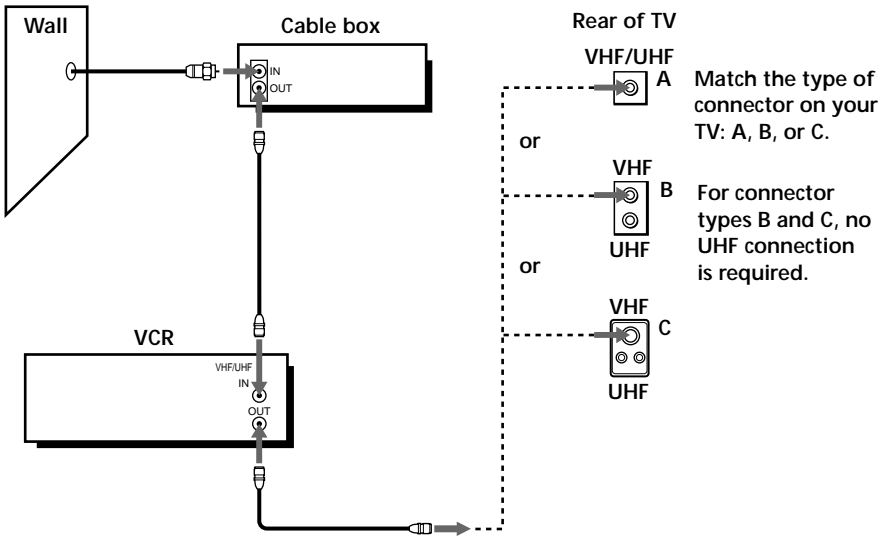 Wall
Cable box
IN
OUT
VCR
VHF/UHF
IN
OUT
Rear of TV
VHF/UHF
A
or
VHF
B
UHF
or
VHF
C
UHF
Match the type of
connector on your
TV: A, B, or C.
For connector
types B and C, no
UHF connection
is required.